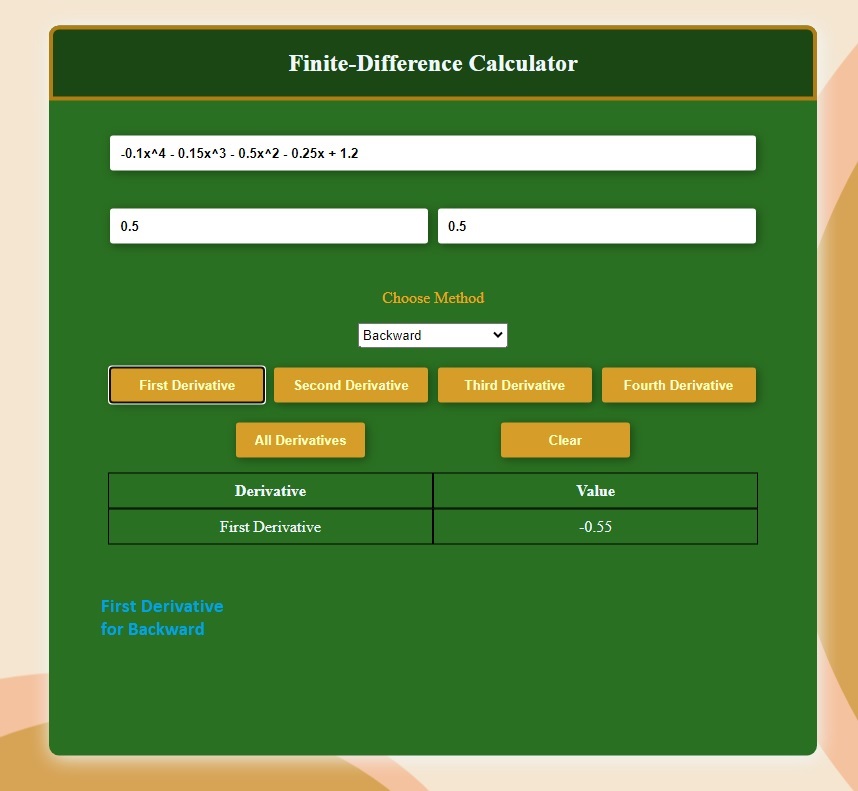 Finite-Difference Calculator
-0.1x^4 - 0.15x^3 - 0.5x^2 - 0.25x + 1.2
0.5 0.5
Choose Method
Backward
First Derivative Second Derivative Third Derivative Fourth Derivative
All Derivatives Clear
Derivative Value
First Derivative -0.55
First Derivative
for Backward